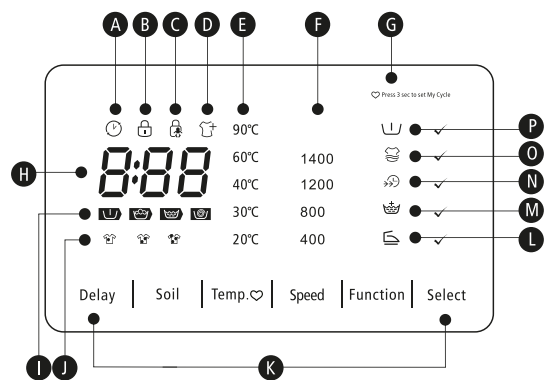 A B C D E F G
♡ Press 3 sec to set My Cycle
90℃
P
60℃ 1400
O
H
8:88
40℃ 1200
N
30℃ 800
M
20℃ 400
L
Delay Soil Temp.♡ Speed Function Select
I J K